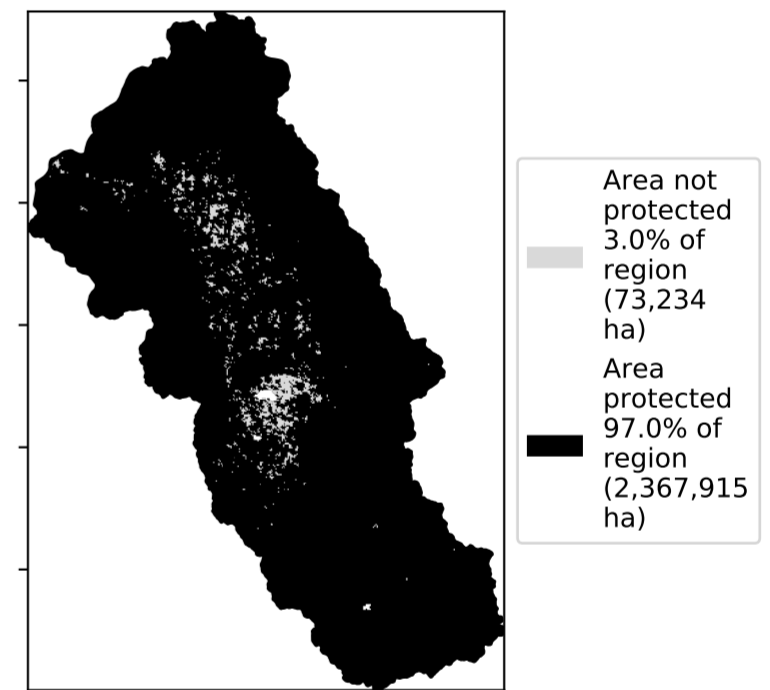 Area not
protected
3.0% of
region
(73,234
ha)
Area
protected
97.0% of
region
(2,367,915
ha)